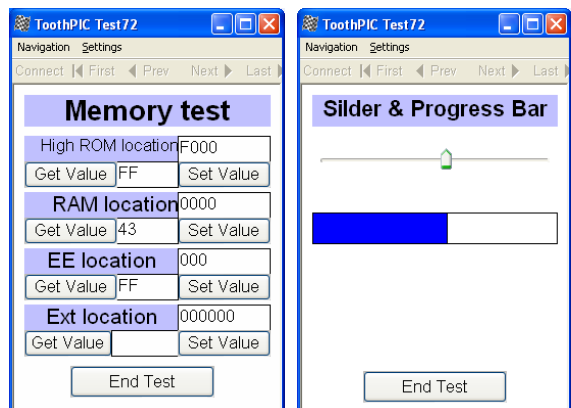 ToothPIC Test72
Navigation Settings
Connect First Prev Next Last
Memory test
High ROM location F000
Get Value FF Set Value
RAM location 0000
Get Value 43 Set Value
EE location 000
Get Value FF Set Value
Ext location 000000
Get Value Set Value
End Test
ToothPIC Test72
Navigation Settings
Connect First Prev Next Last
Silder & Progress Bar
End Test